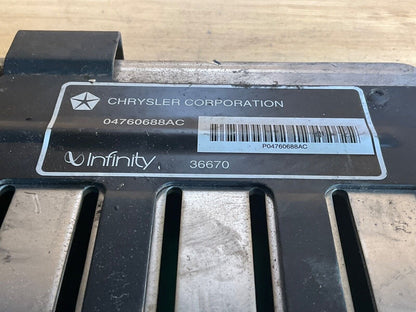 CHRYSLER CORPORATION
04760688AC
P04760688AC
Infinity 36670